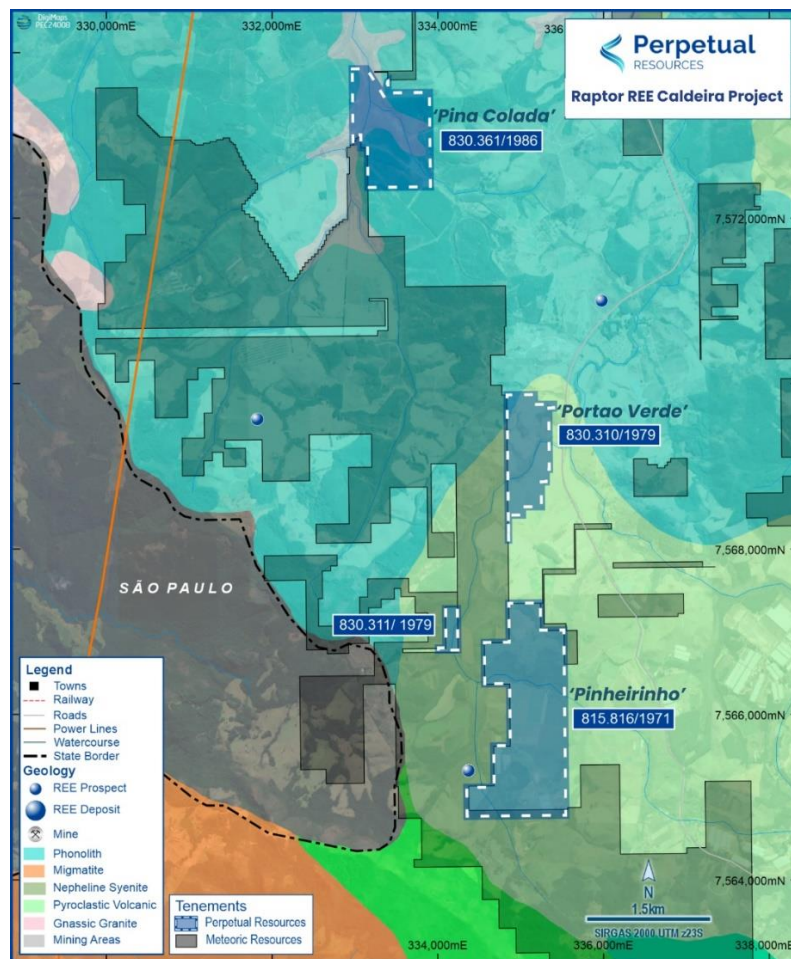 DigiMaps
PEC24008
330,000mE
332,000mE
334,000mE
Perpetual
RESOURCES
Raptor REE Caldeira Project
'Pina Colada'
830.361/1986
7,572,000mN
'Portao Verde'
830.310/1979
7,568,000mN
SÃO PAULO
830.311/ 1979
'Pinheirinho'
815.816/1971
7,566,000mN
Legend
Towns
Railway
Roads
Power Lines
Watercourse
State Border
Geology
REE Prospect
REE Deposit
Mine
Phonolith
Migmatite
Nepheline Syenite
Pyroclastic Volcanic
Gnassic Granite
Mining Areas
Tenements
Perpetual Resources
Meteoric Resources
7,564,000mN
N
1.5km
SIRGAS 2000 UTM z23S
334,000mE
336,000mE
338,000mE